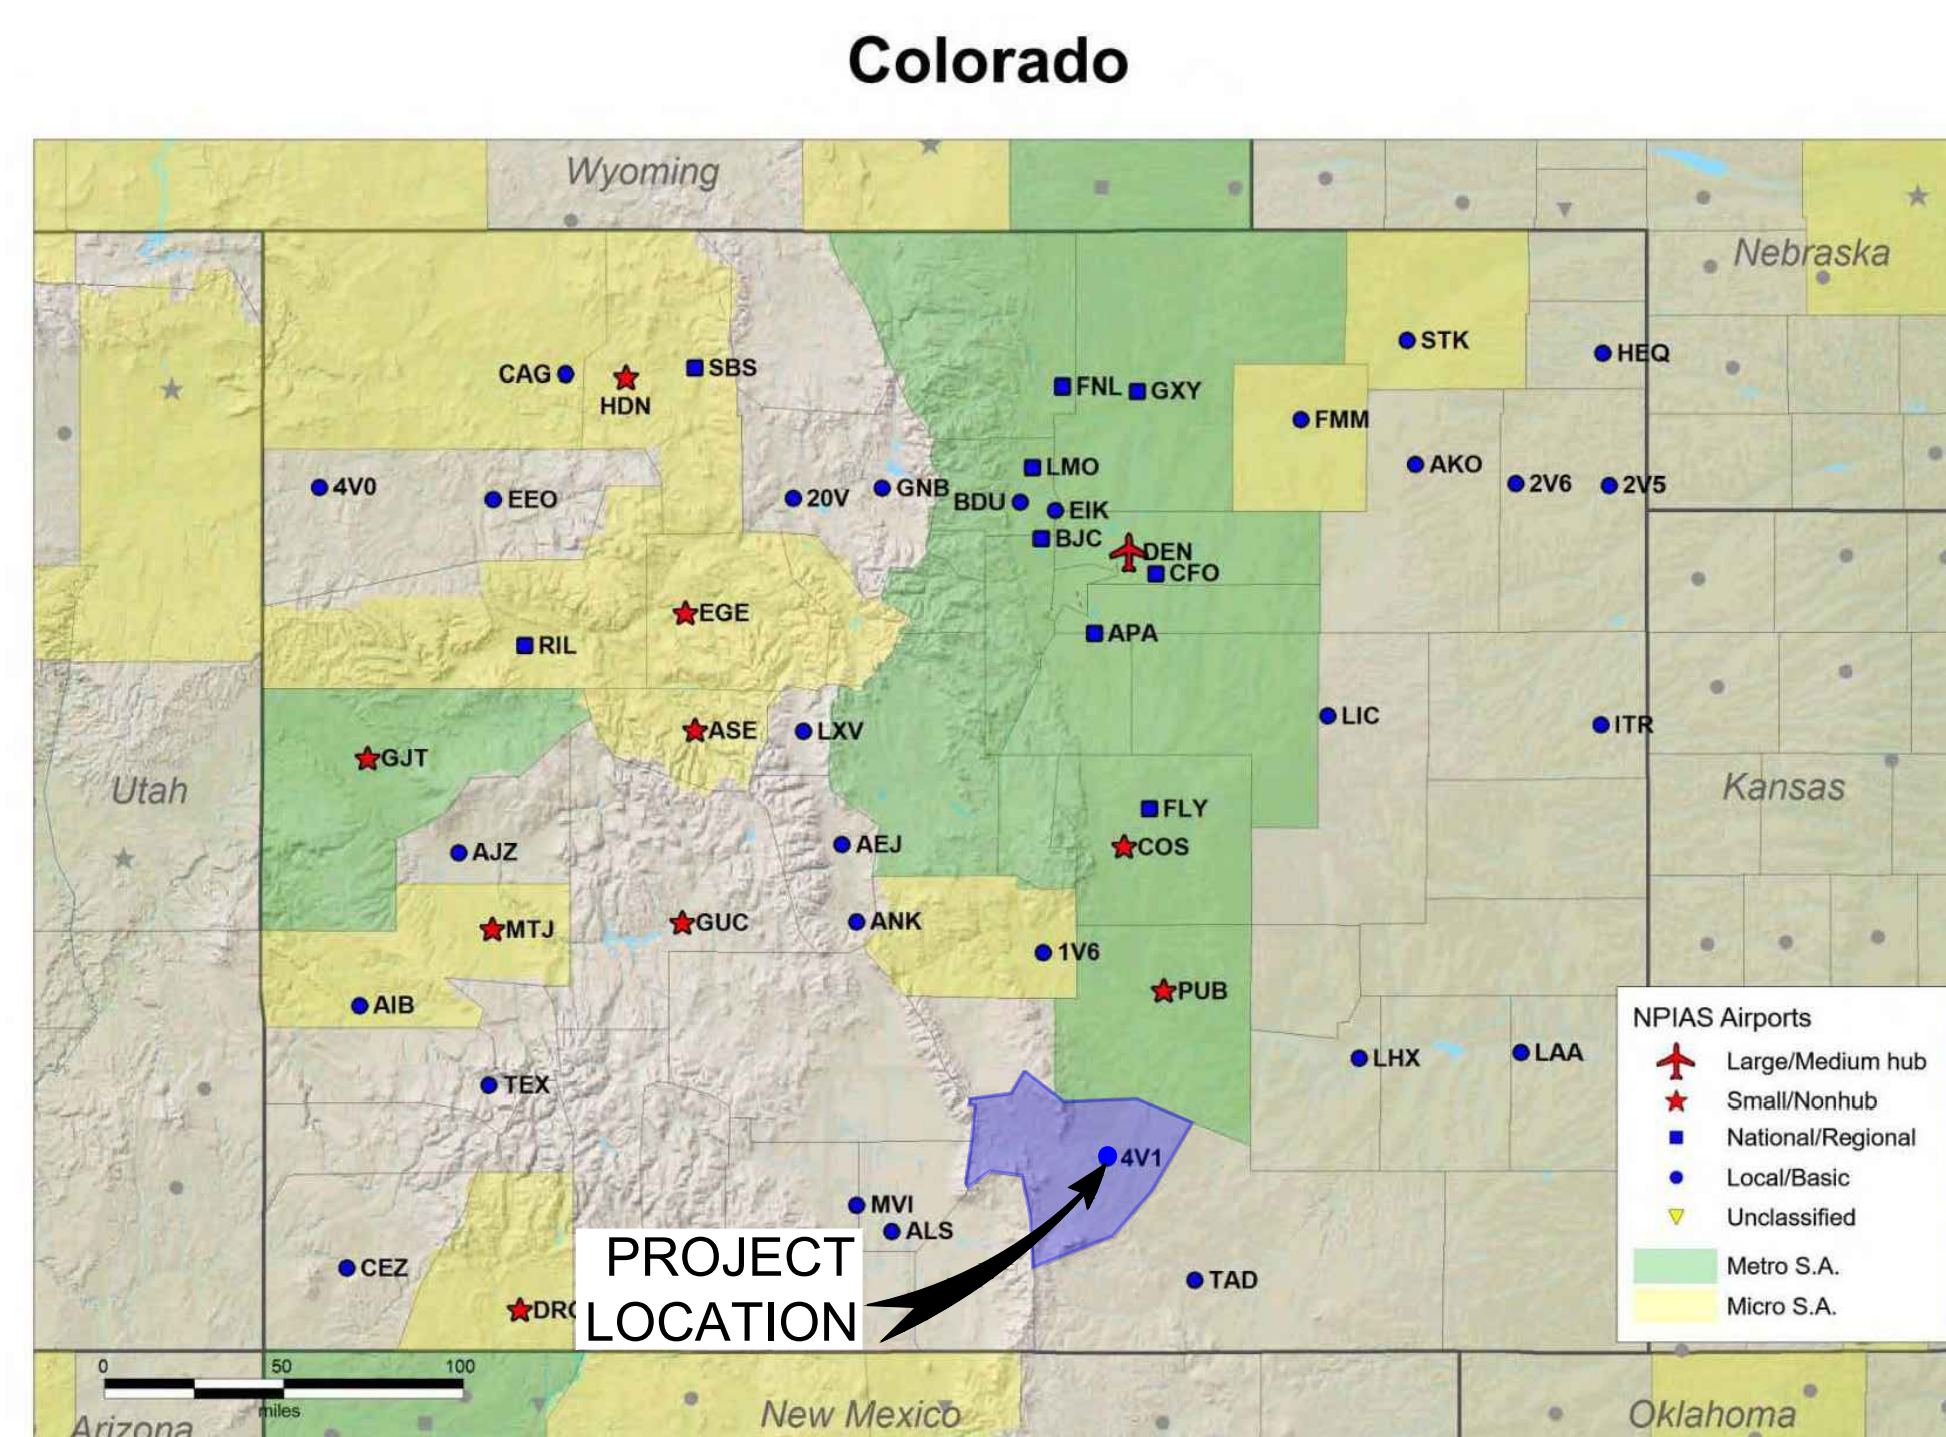 Colorado
Wyoming
Nebraska
STK
HEQ
CAG
SBS
HDN
FNL
GXY
FMM
LMO
AKO
2V6
2V5
4V0
EEO
20V
GNB
BDU
EIK
BJC
DEN
CFO
EGE
RIL
APA
LIC
ITR
ASE
LXV
GJT
Utah
Kansas
FLY
COS
AJZ
AEJ
MTJ
GUC
ANK
1V6
AIB
PUB
LHX
LAA
TEX
4V1
MVI
ALS
CEZ
TAD
PROJECT
LOCATION
NPIAS Airports
Large/Medium hub
Small/Nonhub
National/Regional
Local/Basic
Unclassified
Metro S.A.
Micro S.A.
0 50 100
miles
Arizona
New Mexico
Oklahoma